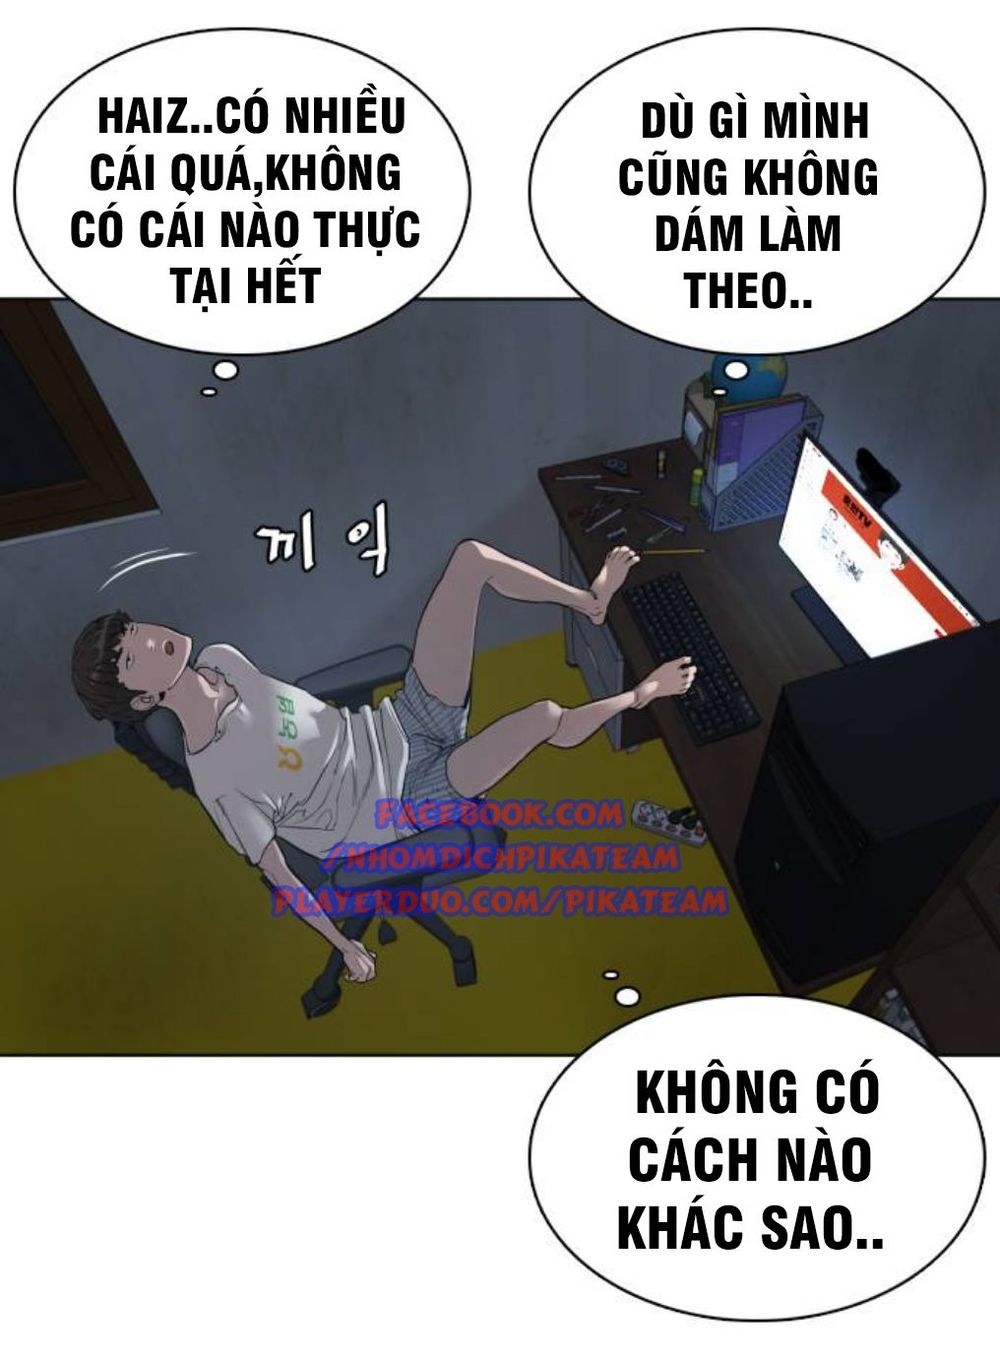 HAIZ..CÓ NHIỀU
CÁI QUÁ,KHÔNG
CÓ CÁI NÀO THỰC
TẠI HẾT
DÙ GÌ MÌNH
CŨNG KHÔNG
DÁM LÀM
THEO..
끼익
FACEBOOK.COM
/NHOMDICHPIKATEAM
PLAYERDUO.COM/PIKATEAM
KHÔNG CÓ
CÁCH NÀO
KHÁC SAO..